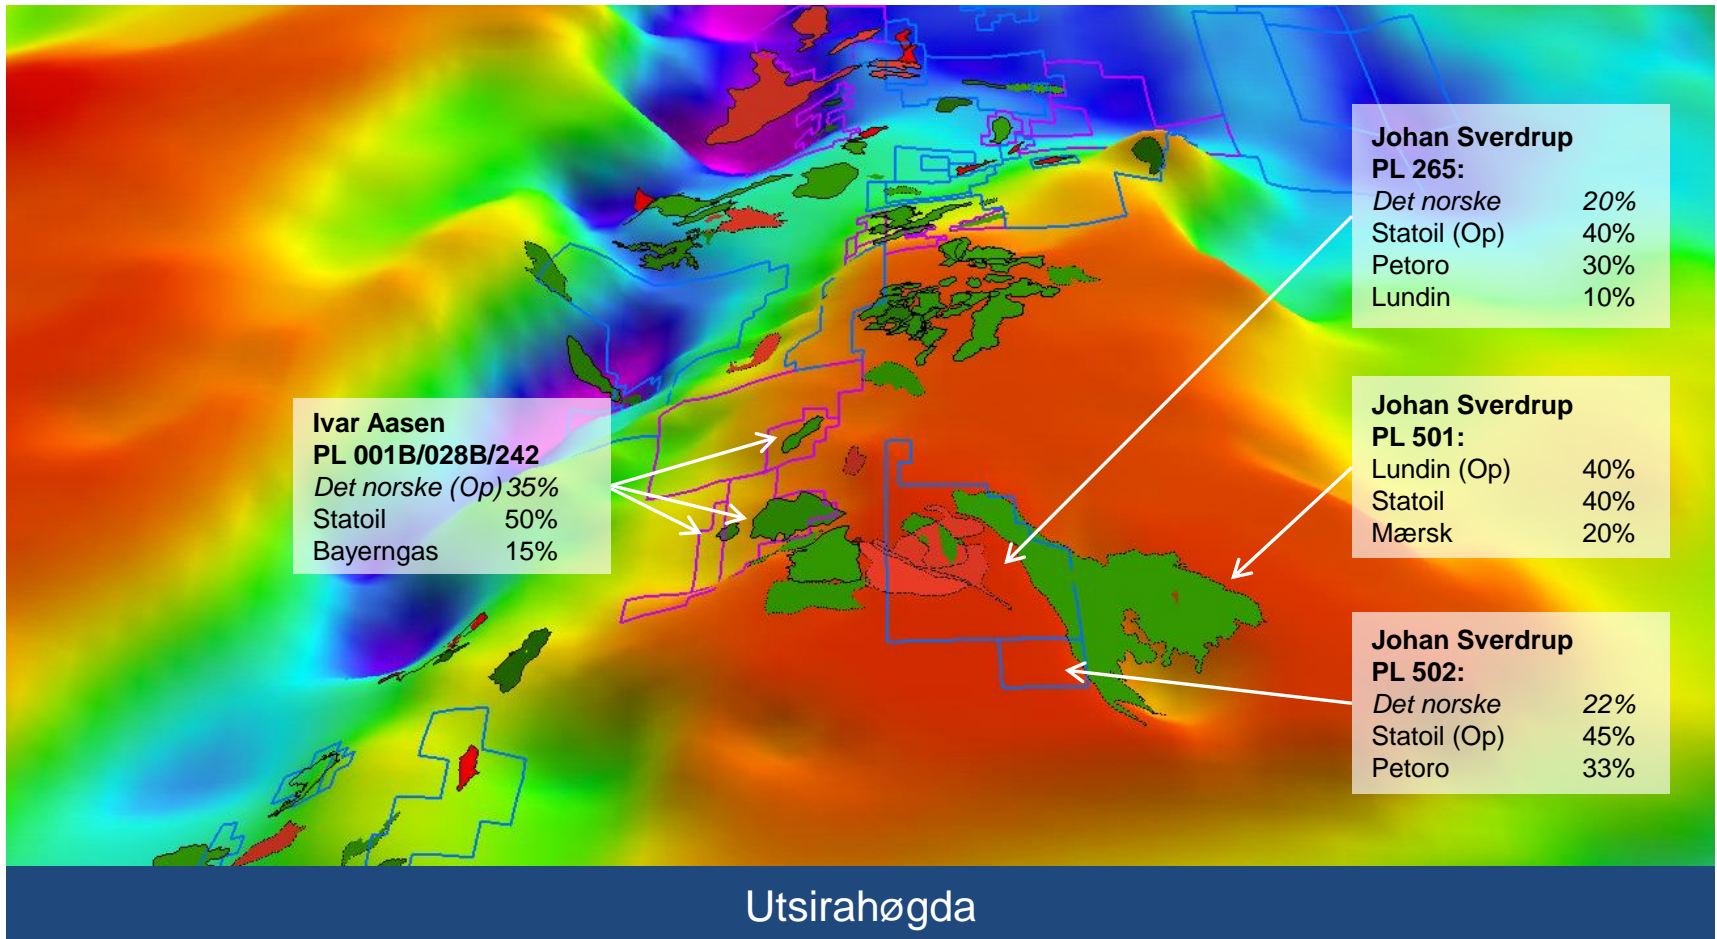 Johan Sverdrup
PL 265:
Det norske 20%
Statoil (Op) 40%
Petoro 30%
Lundin 10%
Johan Sverdrup
PL 501:
Lundin (Op) 40%
Statoil 40%
Mærsk 20%
Ivar Aasen
PL 001B/028B/242
Det norske (Op) 35%
Statoil 50%
Bayerngas 15%
Johan Sverdrup
PL 502:
Det norske 22%
Statoil (Op) 45%
Petoro 33%
Utsirahøgda